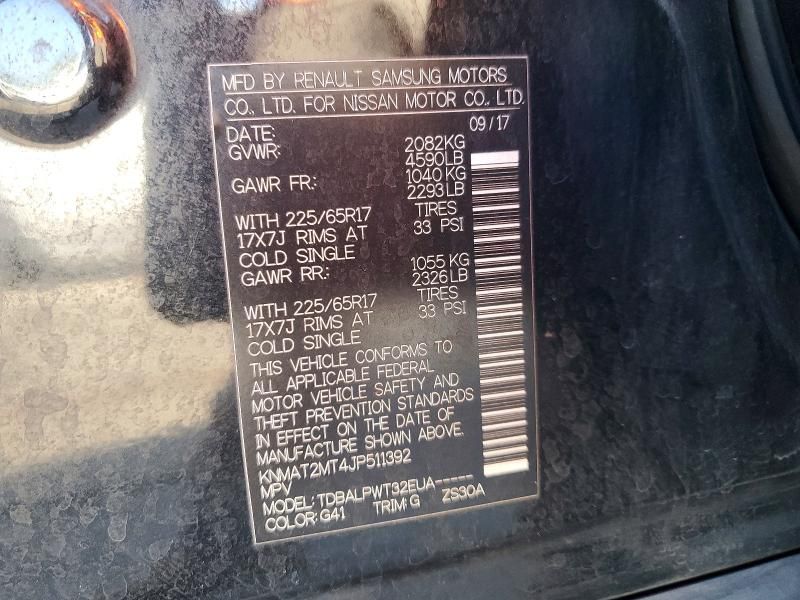 MFD BY RENAULT SAMSUNG MOTORS
CO., LTD. FOR NISSAN MOTOR CO., LTD.
DATE: 09/17
GVWR: 2082KG
4590LB
GAWR FR.: 1040 KG
2293 LB
WITH 225/65R17 TIRES
17X7J RIMS AT 33 PSI
COLD SINGLE
GAWR RR.: 1055 KG
2326 LB
WITH 225/65R17 TIRES
17X7J RIMS AT 33 PSI
COLD SINGLE
THIS VEHICLE CONFORMS TO
ALL APPLICABLE FEDERAL
MOTOR VEHICLE SAFETY AND
THEFT PREVENTION STANDARDS
IN EFFECT ON THE DATE OF
MANUFACTURE SHOWN ABOVE.
KNMAT2MT4JP511392
MPV
MODEL: TDBALPWT32EUA-----
COLOR: G41 TRIM: G ZS30A